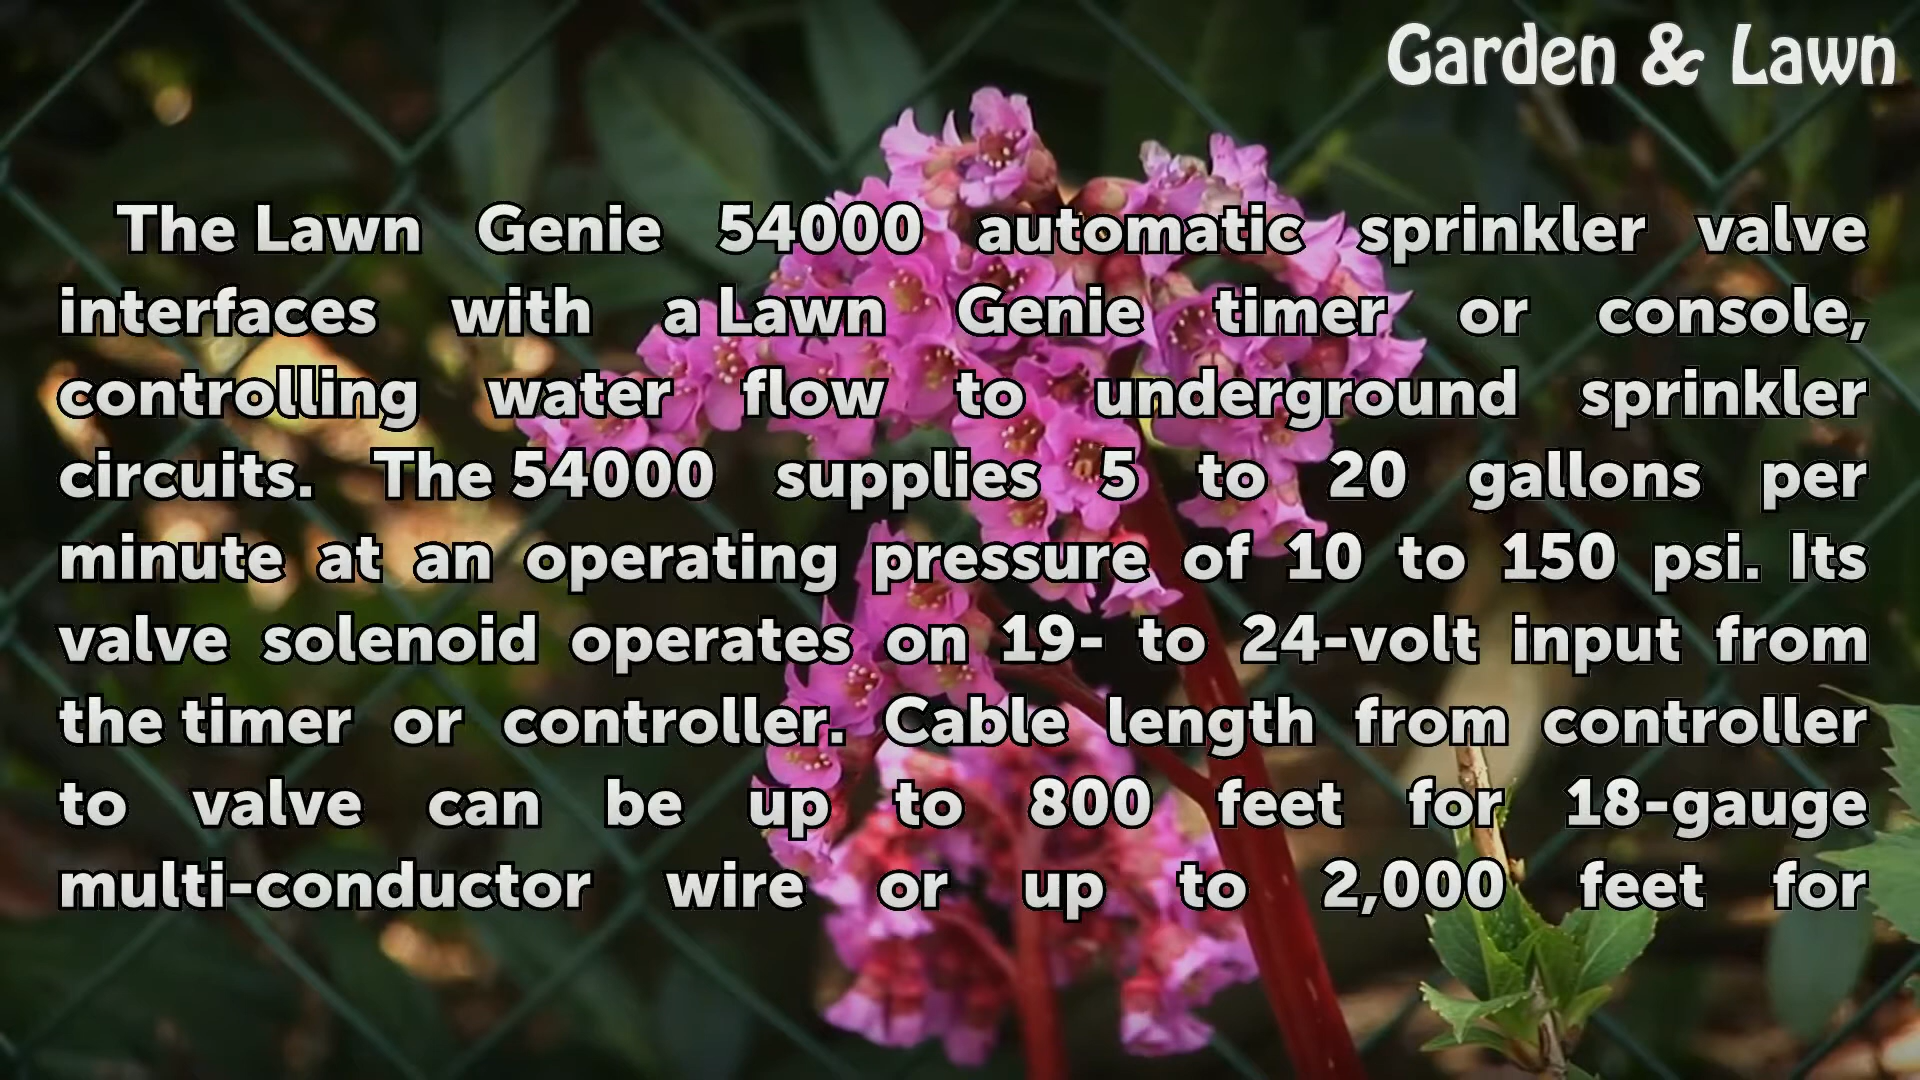 Garden & Lawn
The Lawn Genie 54000 automatic sprinkler valve
interfaces with a Lawn Genie timer or console,
controlling water flow to underground sprinkler
circuits. The 54000 supplies 5 to 20 gallons per
minute at an operating pressure of 10 to 150 psi. Its
valve solenoid operates on 19- to 24-volt input from
the timer or controller. Cable length from controller
to valve can be up to 800 feet for 18-gauge
multi-conductor wire or up to 2,000 feet for